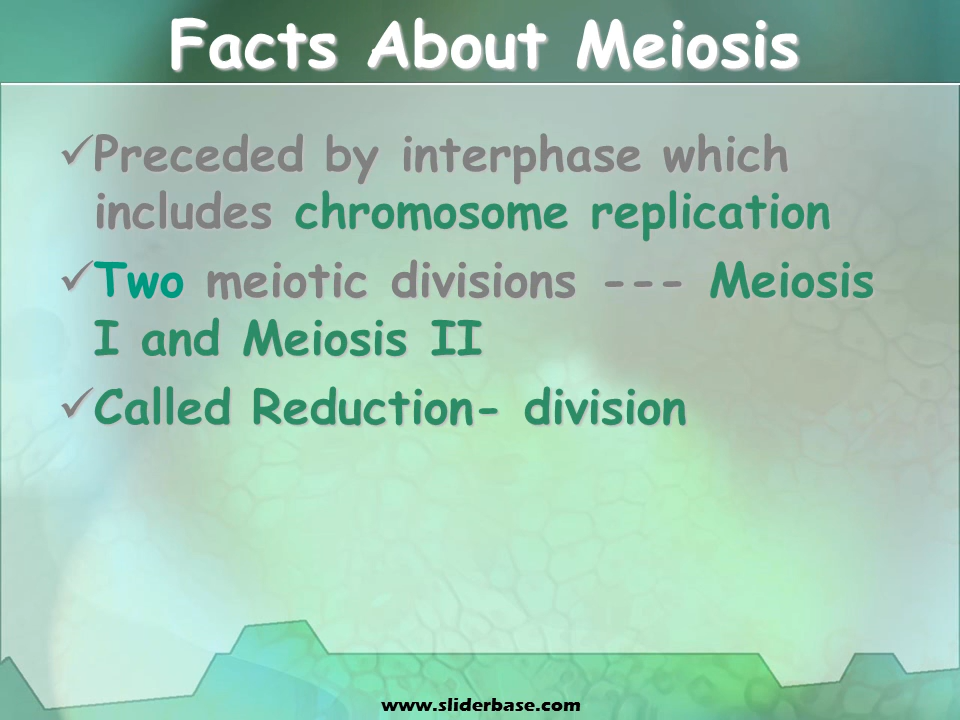 Facts About Meiosis
✓Preceded by interphase which
includes chromosome replication
✓Two meiotic divisions --- Meiosis
I and Meiosis II
✓Called Reduction- division
www.sliderbase.com